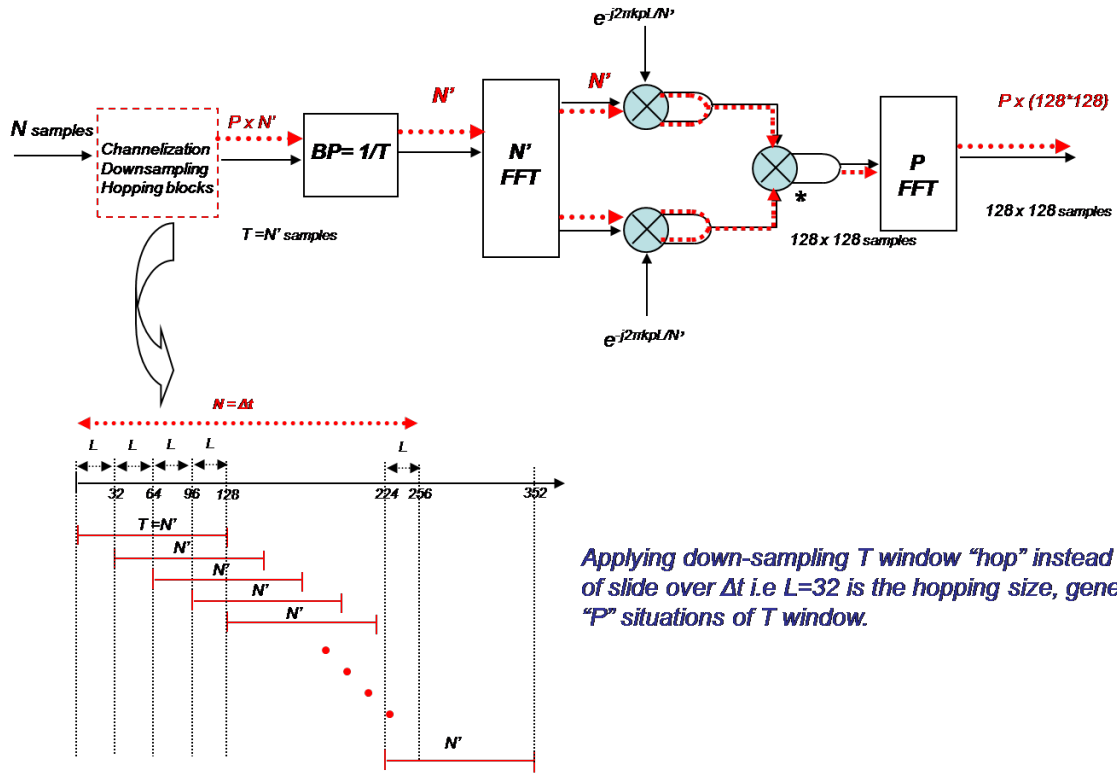 e-j2πkpL/N'
N samples
Channelization
Downsampling
Hopping blocks
P x N'
BP= 1/T
N'
N'
FFT
N'
*
P
FFT
P x (128*128)
T =N' samples
128 x 128 samples
128 x 128 samples
e-j2πkpL/N'
N = Δt
L
L
L
L
L
32
64
96
128
224
256
352
T =N'
N'
N'
N'
N'
N'
Applying down-sampling T window “hop” instead
of slide over Δt i.e L=32 is the hopping size, gene
“P” situations of T window.